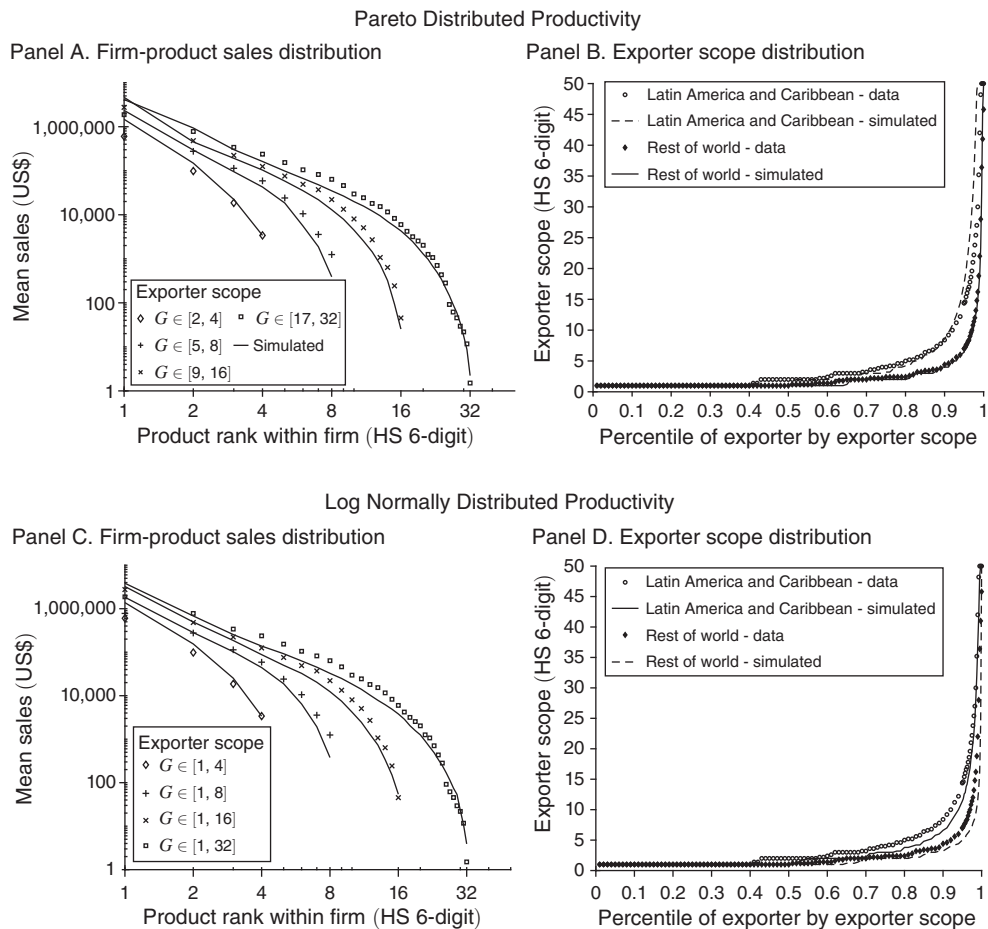 Pareto Distributed Productivity
Panel A. Firm-product sales distribution
Mean sales (US$)
1,000,000
10,000
100
1
Exporter scope
G ∈ [2, 4]
G ∈ [17, 32]
G ∈ [5, 8]
Simulated
G ∈ [9, 16]
1 2 4 8 16 32
Product rank within firm (HS 6-digit)
Panel B. Exporter scope distribution
Exporter scope (HS 6-digit)
50
45
40
35
30
25
20
15
10
5
0
Latin America and Caribbean - data
Latin America and Caribbean - simulated
Rest of world - data
Rest of world - simulated
0 0.1 0.2 0.3 0.4 0.5 0.6 0.7 0.8 0.9 1
Percentile of exporter by exporter scope
Log Normally Distributed Productivity
Panel C. Firm-product sales distribution
Mean sales (US$)
1,000,000
10,000
100
1
Exporter scope
G ∈ [1, 4]
G ∈ [1, 8]
G ∈ [1, 16]
G ∈ [1, 32]
1 2 4 8 16 32
Product rank within firm (HS 6-digit)
Panel D. Exporter scope distribution
Exporter scope (HS 6-digit)
50
45
40
35
30
25
20
15
10
5
0
Latin America and Caribbean - data
Latin America and Caribbean - simulated
Rest of world - data
Rest of world - simulated
0 0.1 0.2 0.3 0.4 0.5 0.6 0.7 0.8 0.9 1
Percentile of exporter by exporter scope